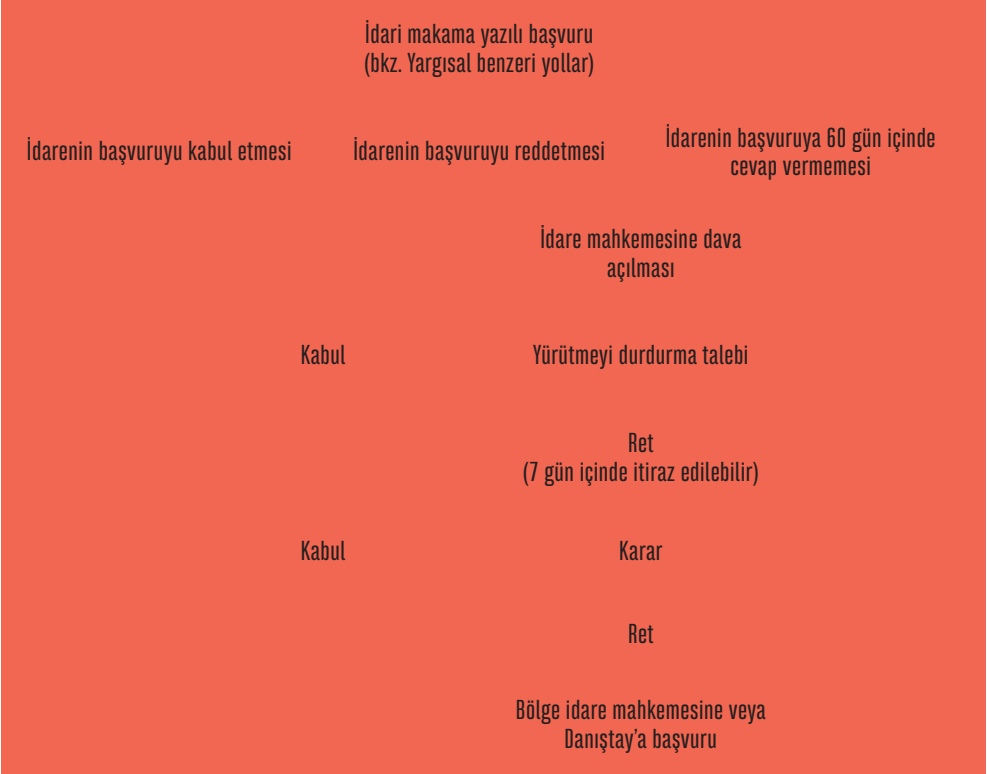 İdari makama yazılı başvuru
(bkz. Yargısal benzeri yollar)
İdarenin başvuruyu kabul etmesi
İdarenin başvuruyu reddetmesi
İdarenin başvuruya 60 gün içinde
cevap vermemesi
İdare mahkemesine dava
açılması
Kabul
Yürütmeyi durdurma talebi
Ret
(7 gün içinde itiraz edilebilir)
Kabul
Karar
Ret
Bölge idare mahkemesine veya
Danıştay’a başvuru